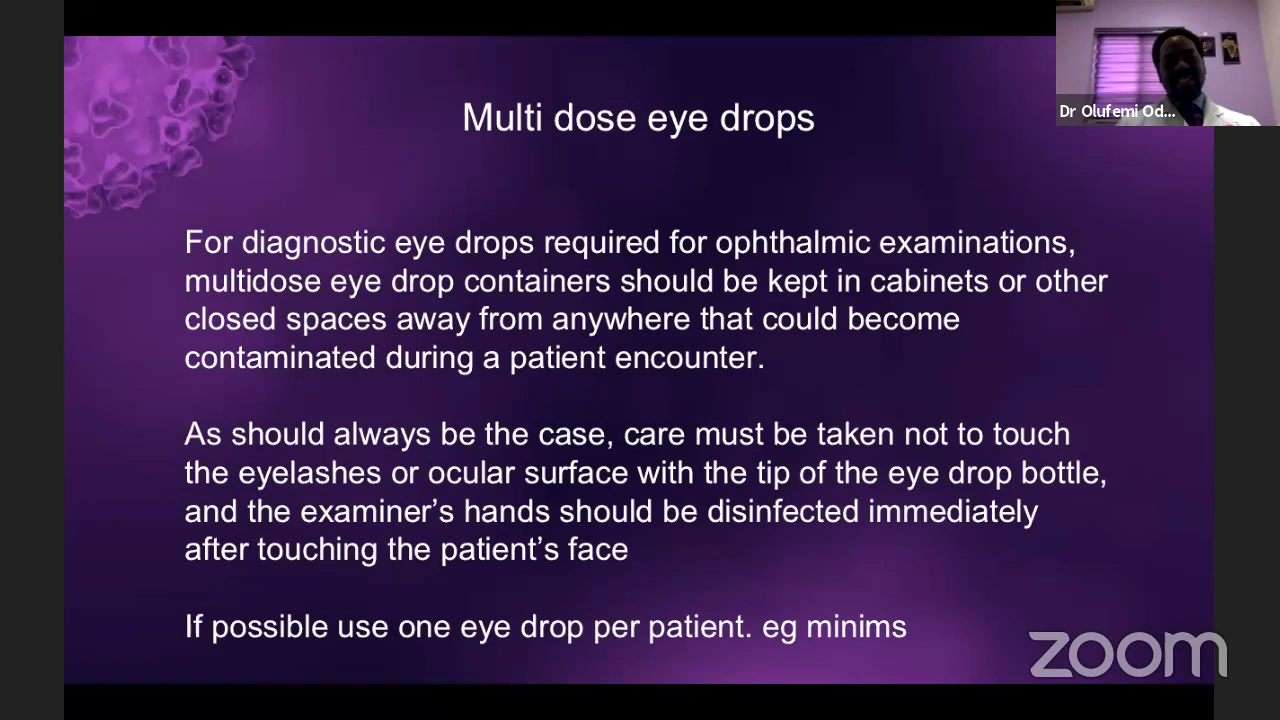 Multi dose eye drops
Dr Olufemi Od...
For diagnostic eye drops required for ophthalmic examinations,
multidose eye drop containers should be kept in cabinets or other
closed spaces away from anywhere that could become
contaminated during a patient encounter.
As should always be the case, care must be taken not to touch
the eyelashes or ocular surface with the tip of the eye drop bottle,
and the examiner’s hands should be disinfected immediately
after touching the patient’s face
If possible use one eye drop per patient. eg minims
zoom